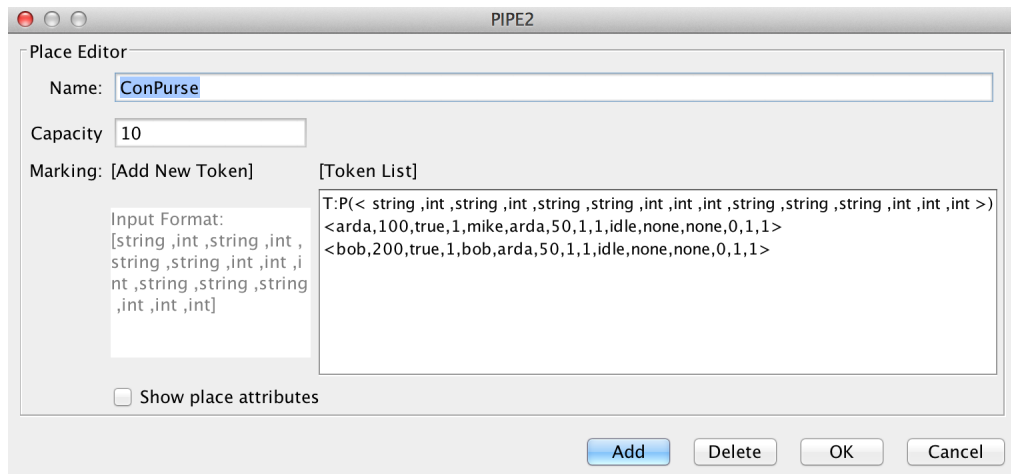 PIPE2
Place Editor
Name: ConPurse
Capacity 10
Marking: [Add New Token] [Token List]
Input Format:
[string ,int ,string ,int ,
string ,string ,int ,int ,i
nt ,string ,string ,string
,int ,int ,int]
T:P(< string ,int ,string ,int ,string ,string ,int ,int ,int ,string ,string ,string ,int ,int ,int >)
<arda,100,true,1,mike,arda,50,1,1,idle,none,none,0,1,1>
<bob,200,true,1,bob,arda,50,1,1,idle,none,none,0,1,1>
Show place attributes
Add Delete OK Cancel